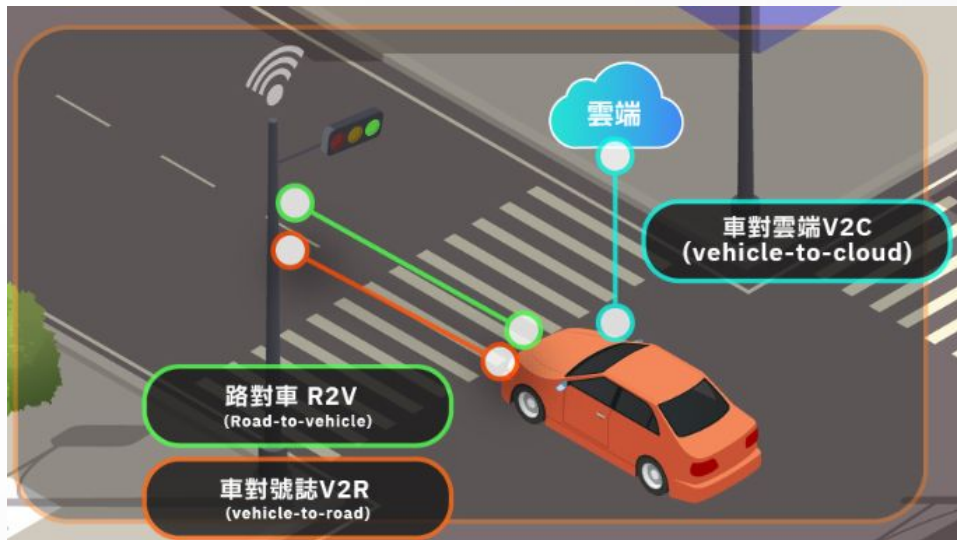 雲端
車對雲端V2C
(vehicle-to-cloud)
路對車 R2V
(Road-to-vehicle)
車對號誌V2R
(vehicle-to-road)